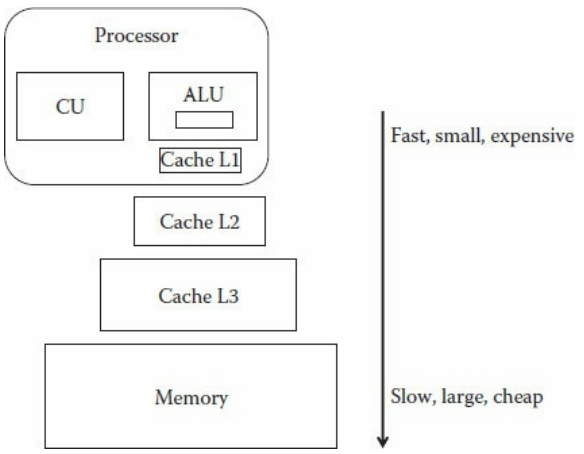 Processor
CU
ALU
Cache L1
Fast, small, expensive
Cache L2
Cache L3
Memory
Slow, large, cheap